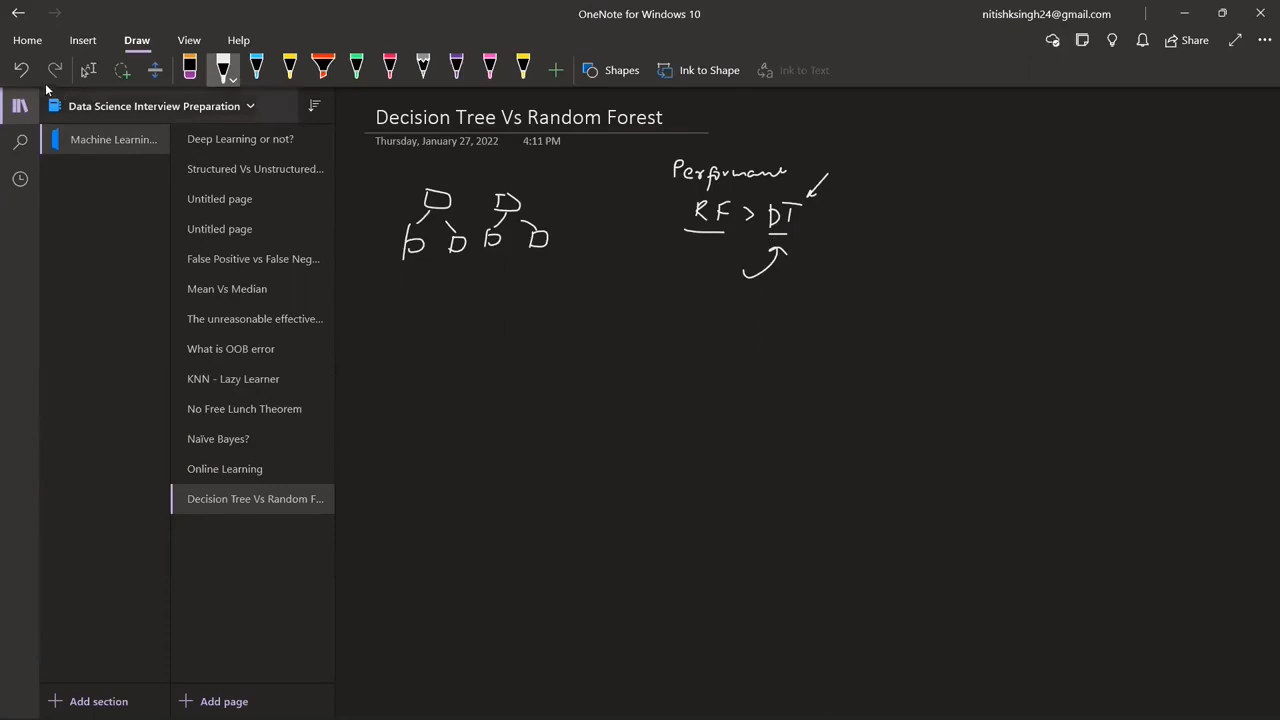 OneNote for Windows 10
nitishksingh24@gmail.com
Home Insert Draw View Help
Share
Shapes Ink to Shape Ink to Text
Data Science Interview Preparation
Machine Learnin...
Deep Learning or not?
Structured Vs Unstructured...
Untitled page
Untitled page
False Positive vs False Neg...
Mean Vs Median
The unreasonable effective...
What is OOB error
KNN - Lazy Learner
No Free Lunch Theorem
Naïve Bayes?
Online Learning
Decision Tree Vs Random F...
Add section
Add page
Decision Tree Vs Random Forest
Thursday, January 27, 2022 4:11 PM
RF > DT